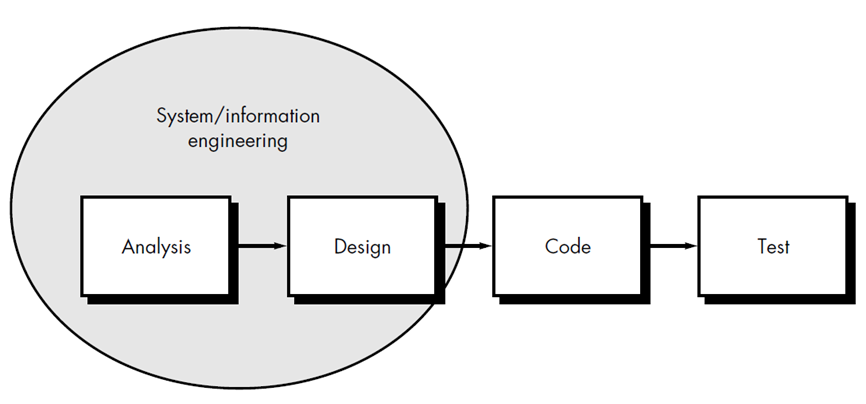 System/information
engineering
Analysis
Design
Code
Test